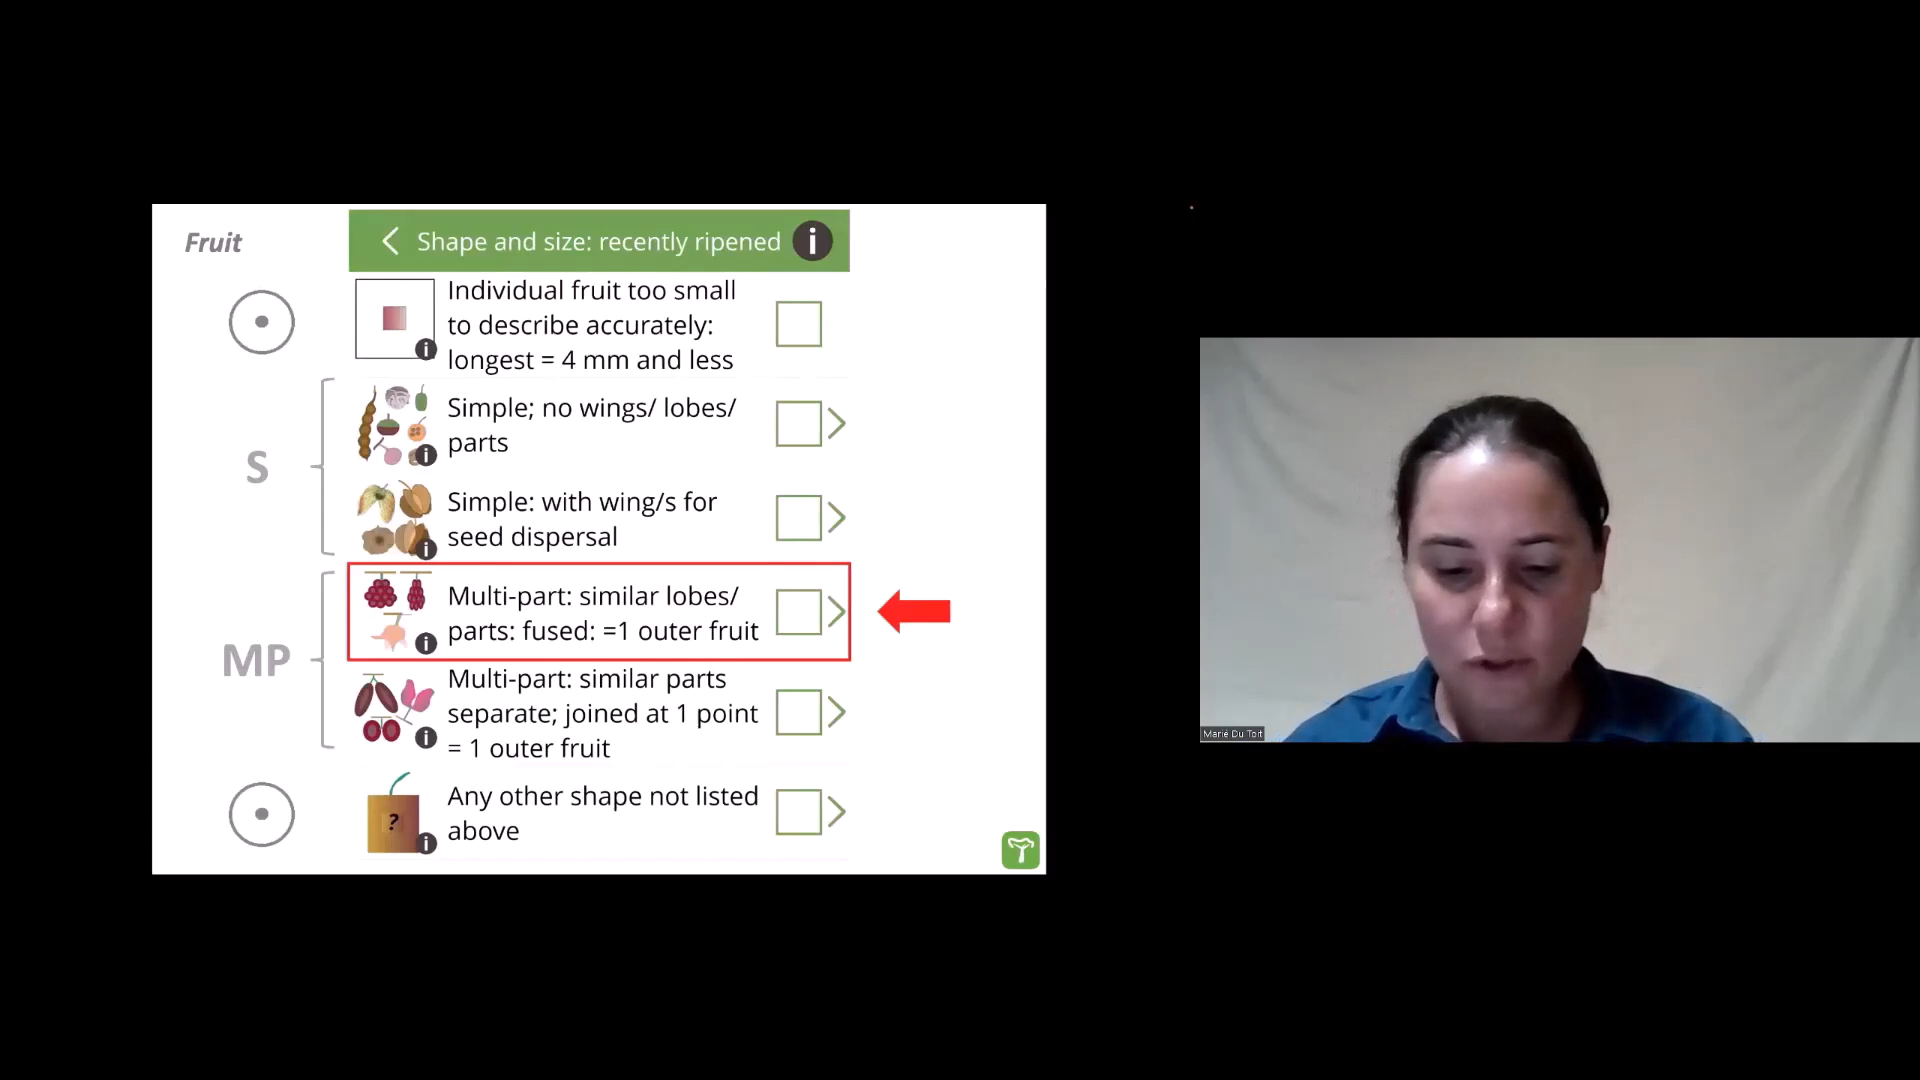 Fruit
Shape and size: recently ripened
i
Individual fruit too small
to describe accurately:
longest = 4 mm and less
i
S
Simple; no wings/ lobes/
parts
i
Simple: with wing/s for
seed dispersal
i
MP
Multi-part: similar lobes/
parts: fused: =1 outer fruit
i
Multi-part: similar parts
separate; joined at 1 point
= 1 outer fruit
i
Any other shape not listed
above
?
i
Marié Du Toit